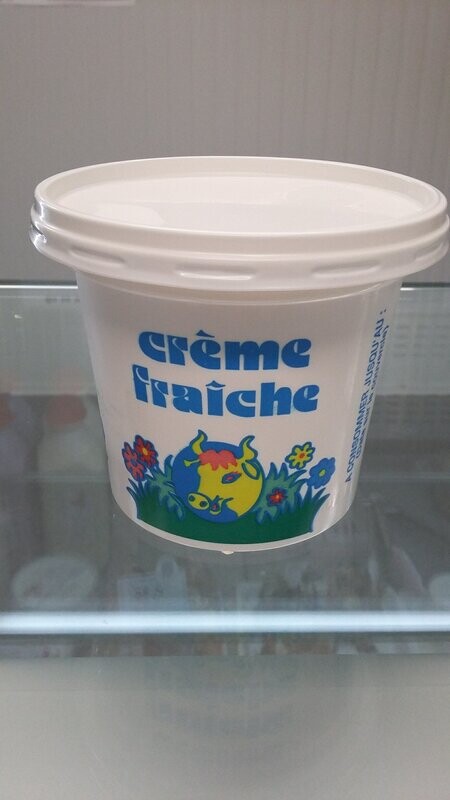 crème
fraîche
A CONSOMMER JUSQU'AU :